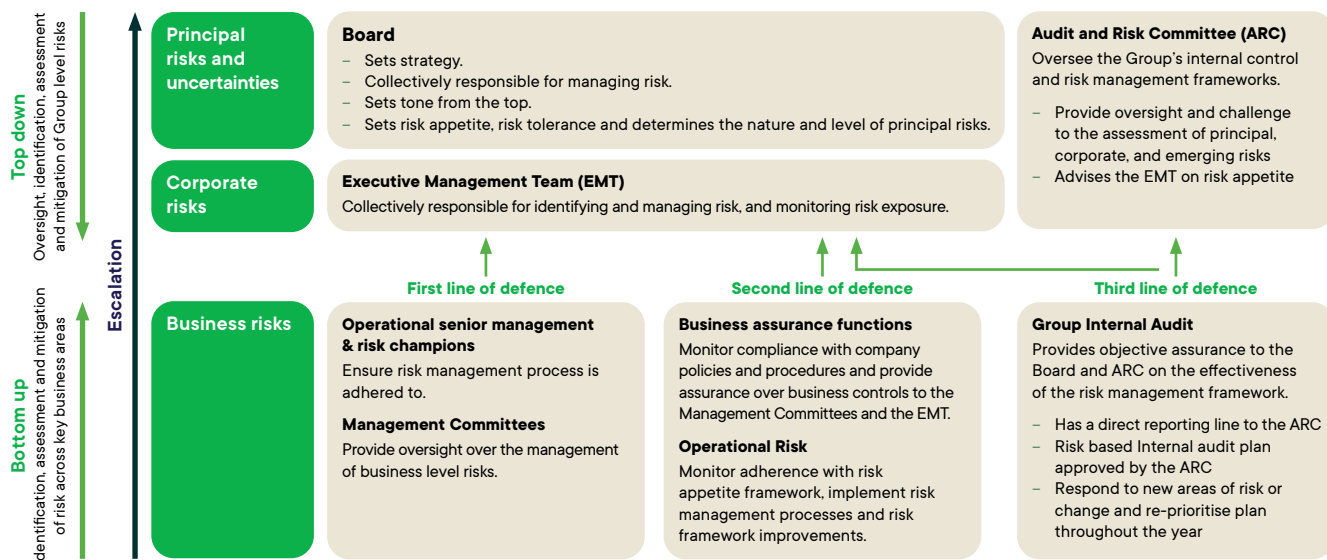 Top down
Oversight, identification, assessment
and mitigation of Group level risks
Bottom up
Identification, assessment and mitigation
of risk across key business areas
Escalation
Principal
risks and
uncertainties
Board
– Sets strategy.
– Collectively responsible for managing risk.
– Sets tone from the top.
– Sets risk appetite, risk tolerance and determines the nature and level of principal risks.
Audit and Risk Committee (ARC)
Oversee the Group’s internal control
and risk management frameworks.
– Provide oversight and challenge
to the assessment of principal,
corporate, and emerging risks
– Advises the EMT on risk appetite
Corporate
risks
Executive Management Team (EMT)
Collectively responsible for identifying and managing risk, and monitoring risk exposure.
First line of defence
Second line of defence
Third line of defence
Business risks
Operational senior management
& risk champions
Ensure risk management process is
adhered to.
Management Committees
Provide oversight over the management
of business level risks.
Business assurance functions
Monitor compliance with company
policies and procedures and provide
assurance over business controls to the
Management Committees and the EMT.
Operational Risk
Monitor adherence with risk
appetite framework, implement risk
management processes and risk
framework improvements.
Group Internal Audit
Provides objective assurance to the
Board and ARC on the effectiveness
of the risk management framework.
– Has a direct reporting line to the ARC
– Risk based Internal audit plan
approved by the ARC
– Respond to new areas of risk or
change and re-prioritise plan
throughout the year